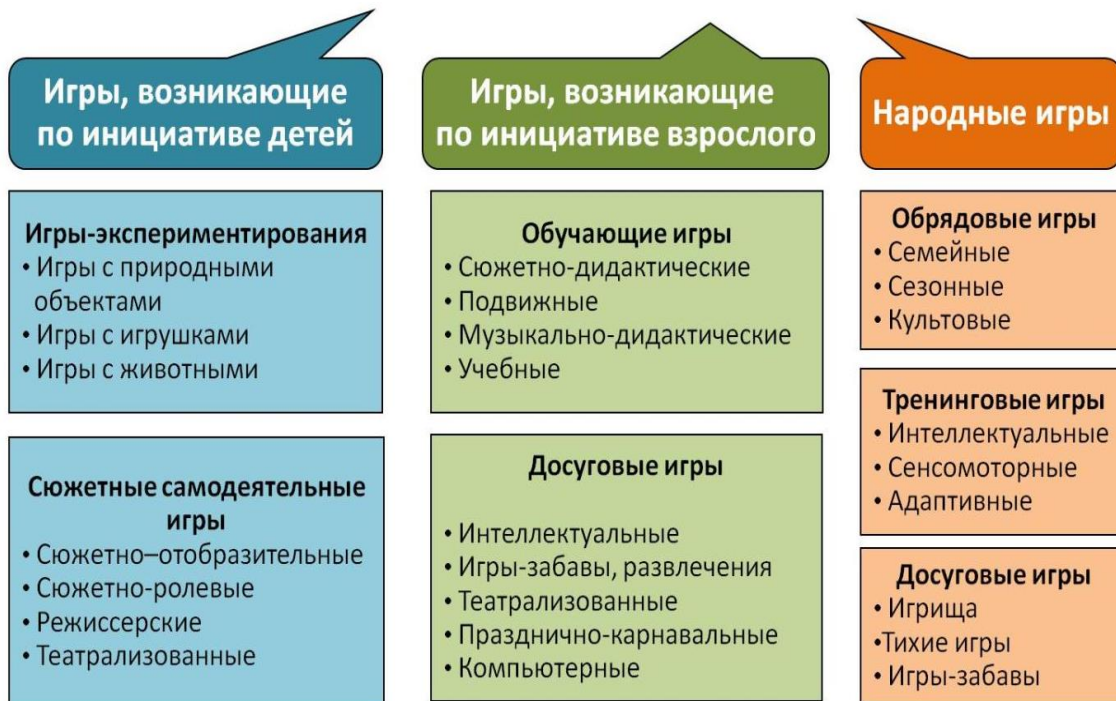 Игры, возникающие
по инициативе детей
Игры-экспериментирования
• Игры с природными
объектами
• Игры с игрушками
• Игры с животными
Сюжетные самодеятельные
игры
• Сюжетно–отобразительные
• Сюжетно-ролевые
• Режиссерские
• Театрализованные
Игры, возникающие
по инициативе взрослого
Обучающие игры
• Сюжетно-дидактические
• Подвижные
• Музыкально-дидактические
• Учебные
Досуговые игры
• Интеллектуальные
• Игры-забавы, развлечения
• Театрализованные
• Празднично-карнавальные
• Компьютерные
Народные игры
Обрядовые игры
• Семейные
• Сезонные
• Культовые
Тренинговые игры
• Интеллектуальные
• Сенсомоторные
• Адаптивные
Досуговые игры
• Игрища
•Тихие игры
• Игры-забавы